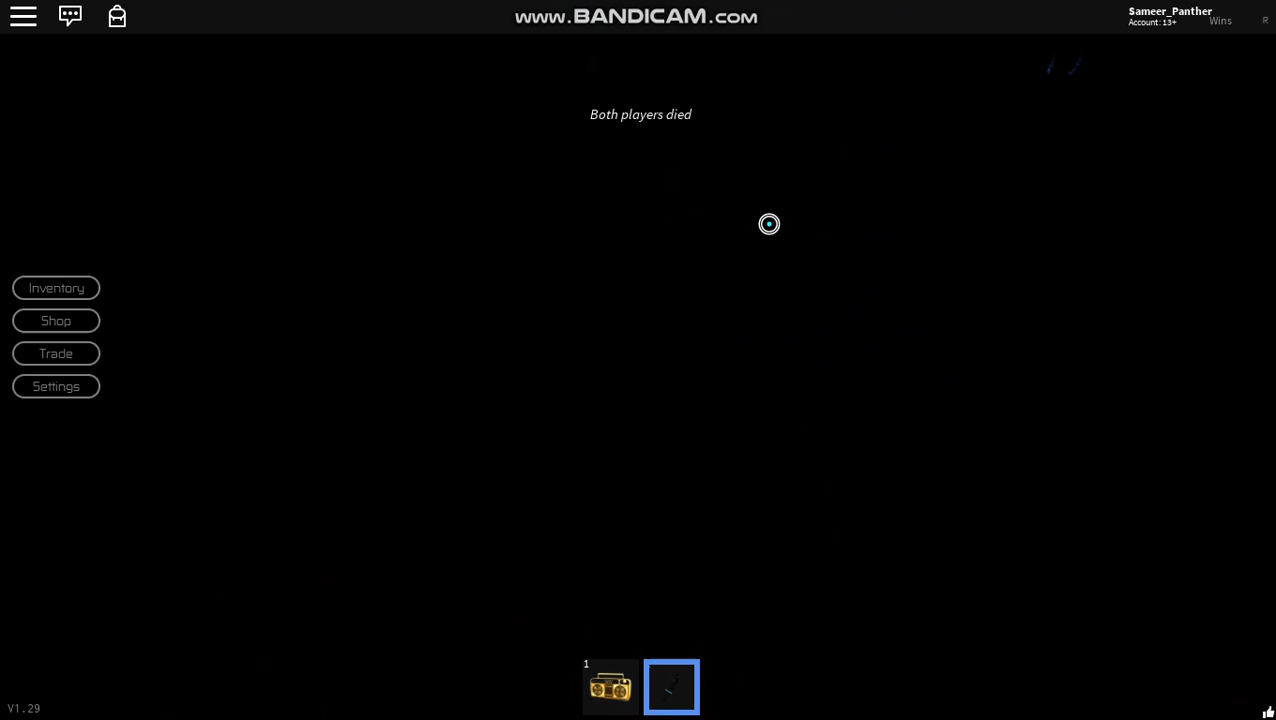 www.BANDICAM.com
Sameer_Panther
Account: 13+
Wins
R
Both players died
Inventory
Shop
Trade
Settings
1
V1.29